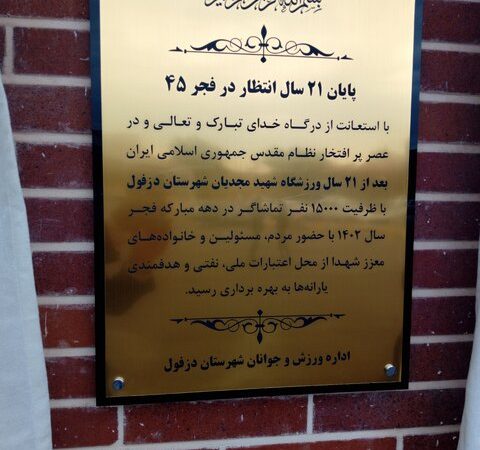 پایان ۲۱ سال انتظار در فجر ۴۵
با استعانت از درگاه خدای تبارک و تعالی و در
عصر پر افتخار نظام مقدس جمهوری اسلامی ایران
بعد از ۲۱ سال ورزشگاه شهید مجدیان شهرستان دزفول
با ظرفیت ۱۵۰۰۰ نفر تماشاگر در دهه مبارکه فجر
سال ۱۴۰۲ با حضور مردم، مسئولین و خانواده‌های
معزز شهدا از محل اعتبارات ملی، نفتی و هدفمندی
یارانه‌ها به بهره برداری رسید.
اداره ورزش و جوانان شهرستان دزفول